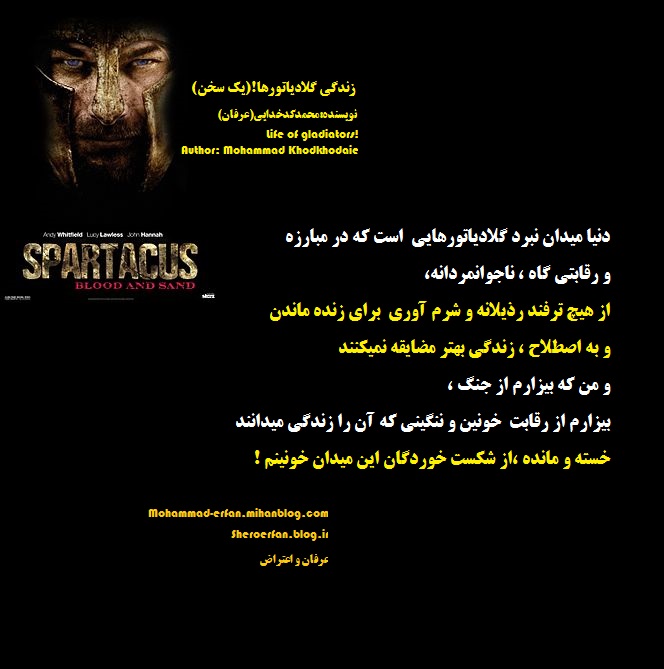 زندگی گلادیاتورها!(یک سخن)
نویسنده:محمدکدخدایی(عرفان)
Life of gladiators!
Author: Mohammad Khodkhodaie
Andy Whitfield Lucy Lawless John Hannah
SPARTACUS
BLOOD AND SAND
دنیا میدان نبرد گلادیاتورهایی است که در مبارزه
و رقابتی گاه ، ناجوانمردانه،
از هیچ ترفند رذیلانه و شرم آوری برای زنده ماندن
و به اصطلاح ، زندگی بهتر مضایقه نمیکنند
و من که بیزارم از جنگ ،
بیزارم از رقابت خونین و ننگینی که آن را زندگی میدانند
خسته و مانده ،از شکست خوردگان این میدان خونینم !
Mohammad-erfan.mihanblog.com
Sheroerfan.blog.ir
عرفان و اعتراض